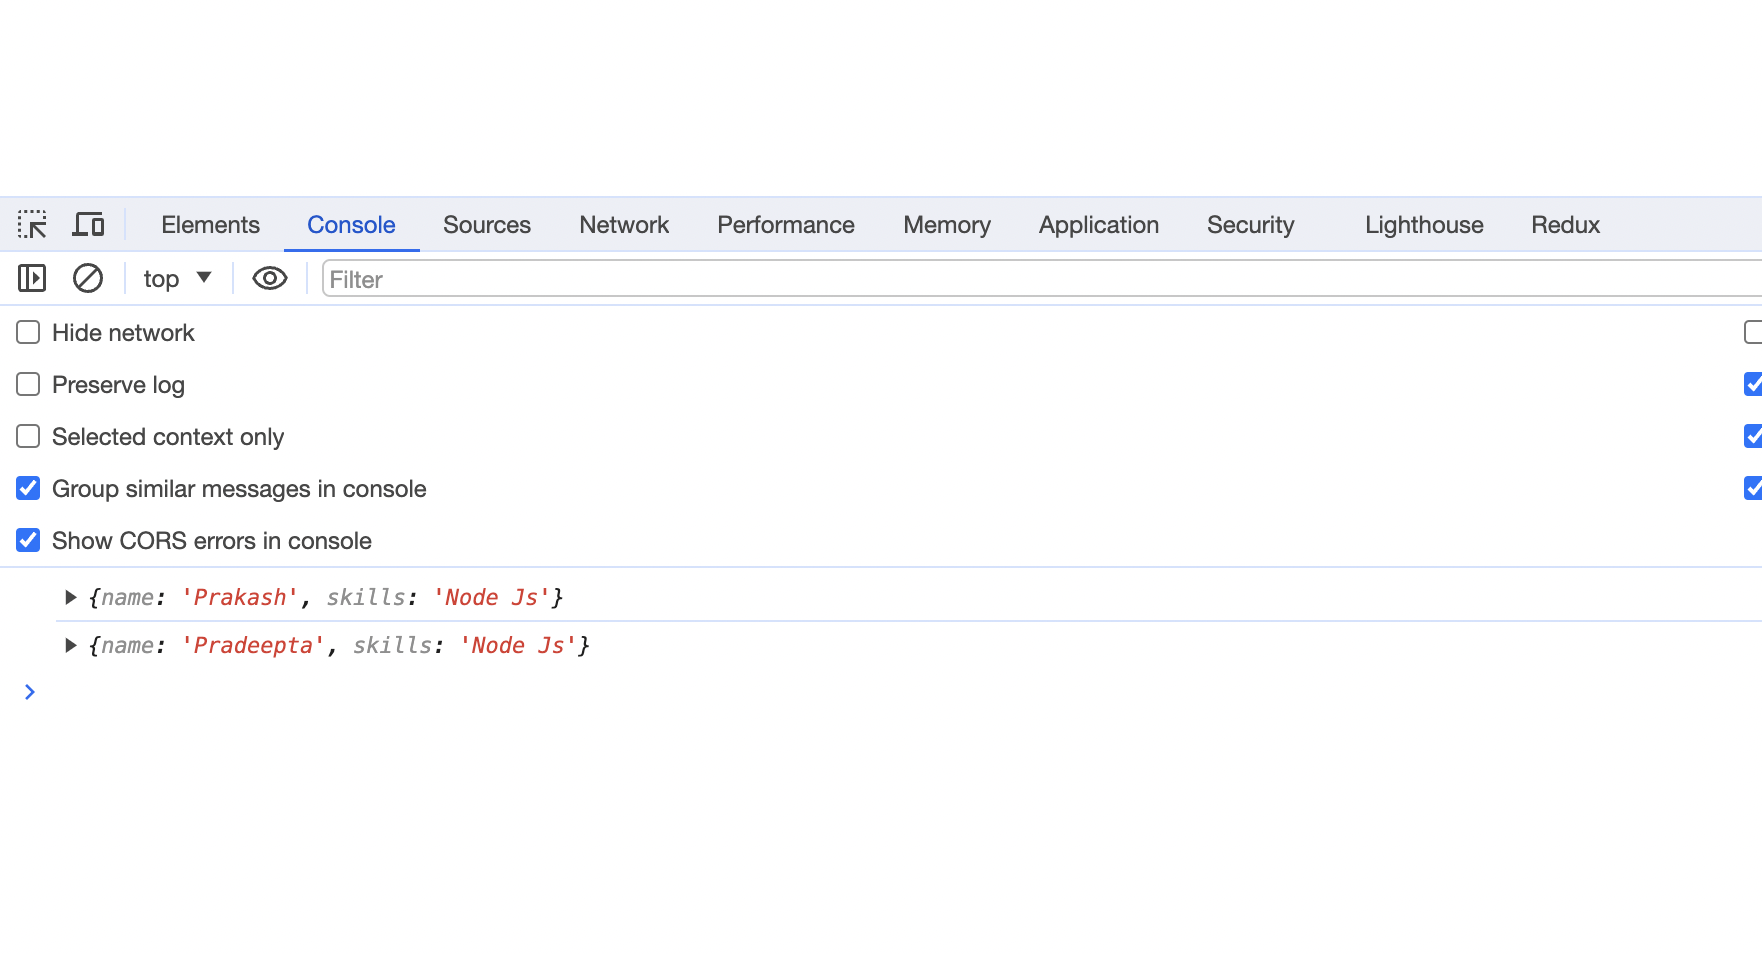 Elements Console Sources Network Performance Memory Application Security Lighthouse Redux
top Filter
Hide network
Preserve log
Selected context only
Group similar messages in console
Show CORS errors in console
{name: 'Prakash', skills: 'Node Js'}
{name: 'Pradeepta', skills: 'Node Js'}